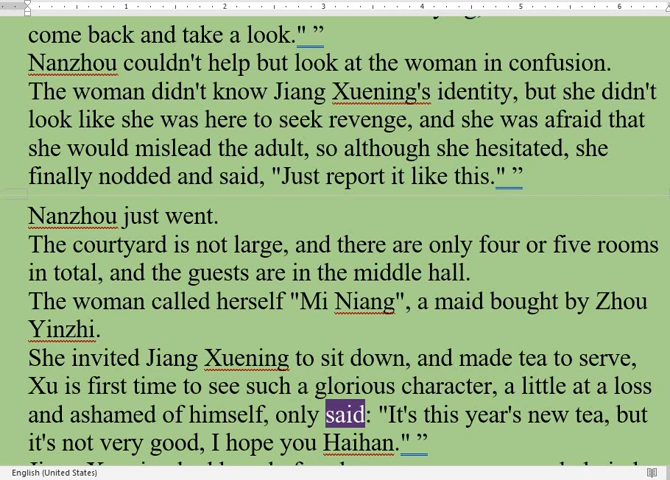 1 2 3 4 5 6
come back and take a look." ”
Nanzhou couldn't help but look at the woman in confusion.
The woman didn't know Jiang Xuening's identity, but she didn't
look like she was here to seek revenge, and she was afraid that
she would mislead the adult, so although she hesitated, she
finally nodded and said, "Just report it like this." ”
Nanzhou just went.
The courtyard is not large, and there are only four or five rooms
in total, and the guests are in the middle hall.
The woman called herself "Mi Niang", a maid bought by Zhou
Yinzhi.
She invited Jiang Xuening to sit down, and made tea to serve,
Xu is first time to see such a glorious character, a little at a loss
and ashamed of himself, only said: "It's this year's new tea, but
it's not very good, I hope you Haihan." ”
English (United States)